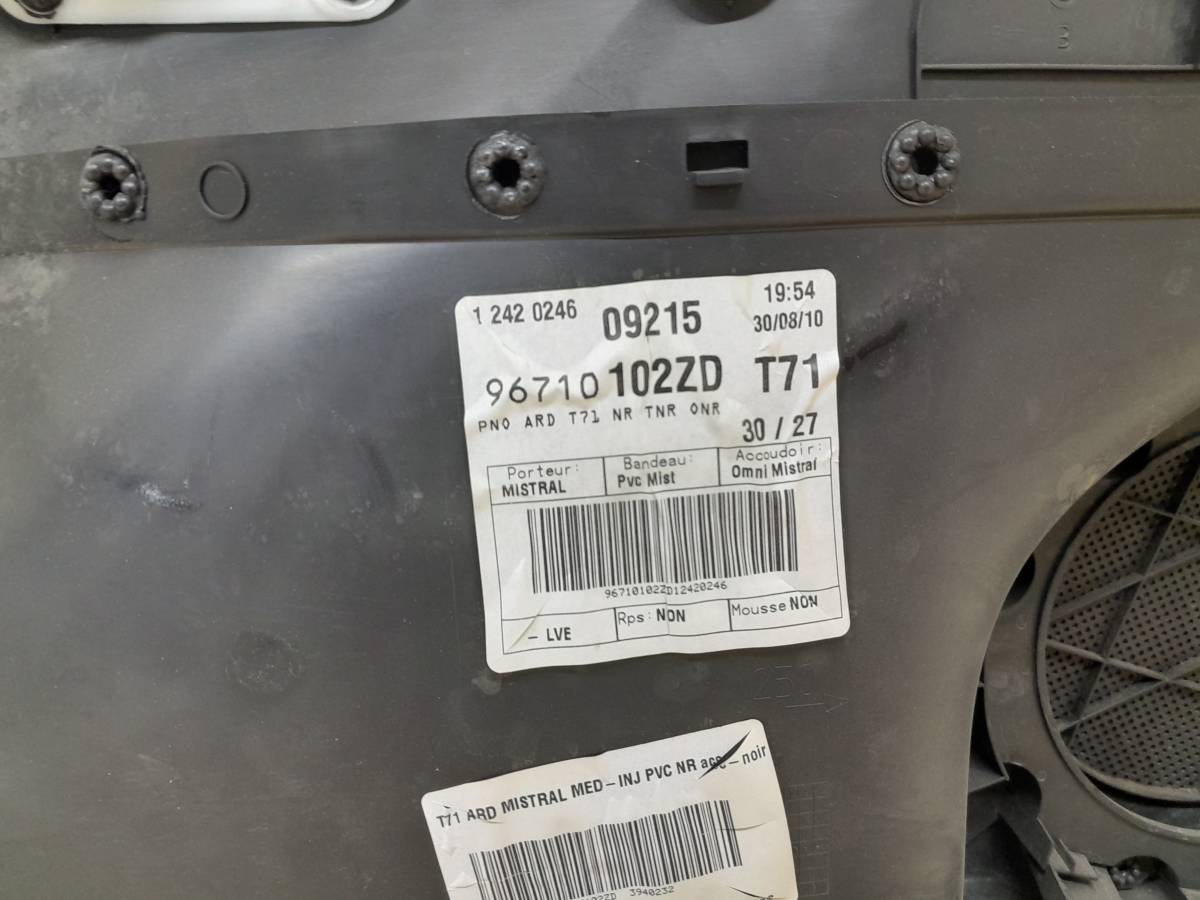 B
1 242 0246 09215 19:54
30/08/10
96710 102ZD T71
PNO ARD T71 NR TNR ONR
30 / 27
Porteur: Bandeau: Accoudoir:
MISTRAL Pvc Mist Omni Mistral
96710102ZD12420246
- LVE Rps: NON Mousse NON
T71 ARD MISTRAL MED-INJ PVC NR acc-noir
3940232